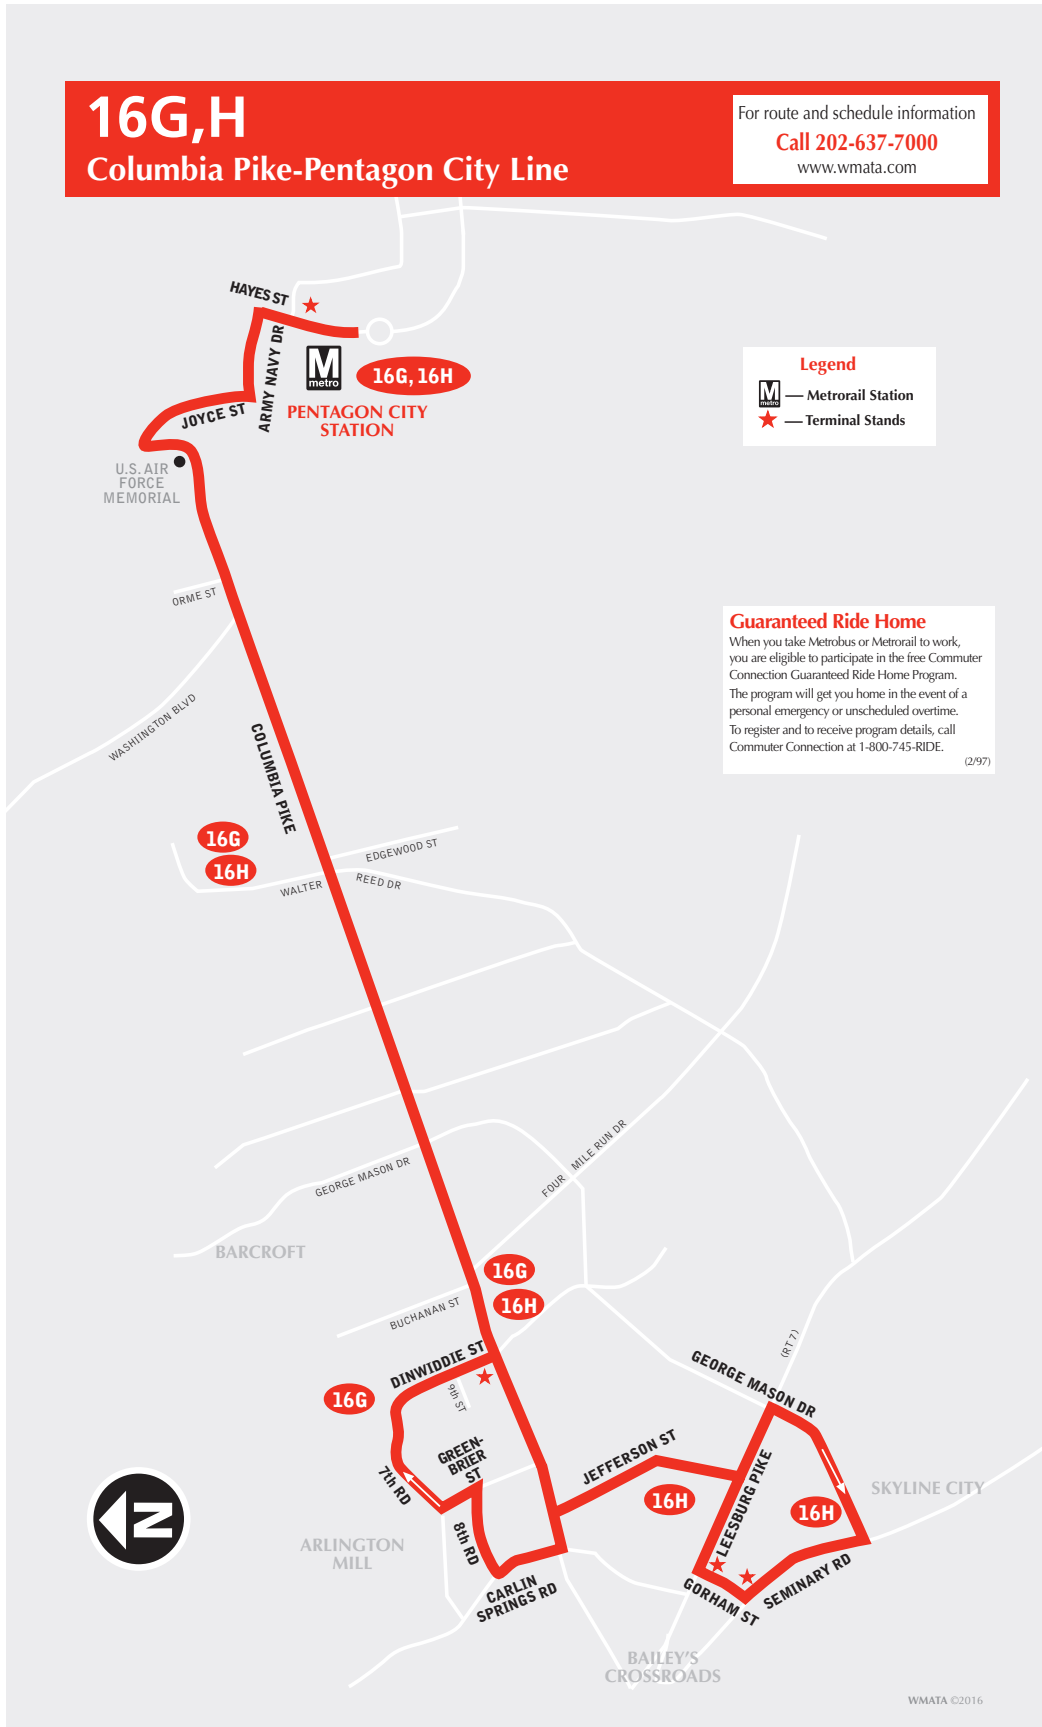 16G,H
Columbia Pike-Pentagon City Line
For route and schedule information
Call 202-637-7000
www.wmata.com
HAYES ST
ARMY NAVY DR
M
metro
16G, 16H
PENTAGON CITY
STATION
JOYCE ST
U.S. AIR
FORCE
MEMORIAL
Legend
M
metro
— Metrorail Station
— Terminal Stands
ORME ST
WASHIINGTON BLVD
COLUMBIA PIKE
Guaranteed Ride Home
When you take Metrobus or Metrorail to work,
you are eligible to participate in the free Commuter
Connection Guaranteed Ride Home Program.
The program will get you home in the event of a
personal emergency or unscheduled overtime.
To register and to receive program details, call
Commuter Connection at 1-800-745-RIDE.
(2/97)
16G
16H
EDGEWOOD ST
WALTER REED DR
GEORGE MASON DR
FOUR MILE RUN DR
BARCROFT
16G
16H
BUCHANAN ST
DINWIDDIE ST
(RT 7)
GEORGE MASON DR
16G
9th ST
GREEN-
BRIER
ST
7th RD
JEFFERSON ST
16H
LEESBURG PIKE
16H
SKYLINE CITY
N
ARLINGTON
MILL
8th RD
CARLIN
SPRINGS RD
GORHAM ST
SEMINARY RD
BAILEY'S
CROSSROADS
WMATA ©2016